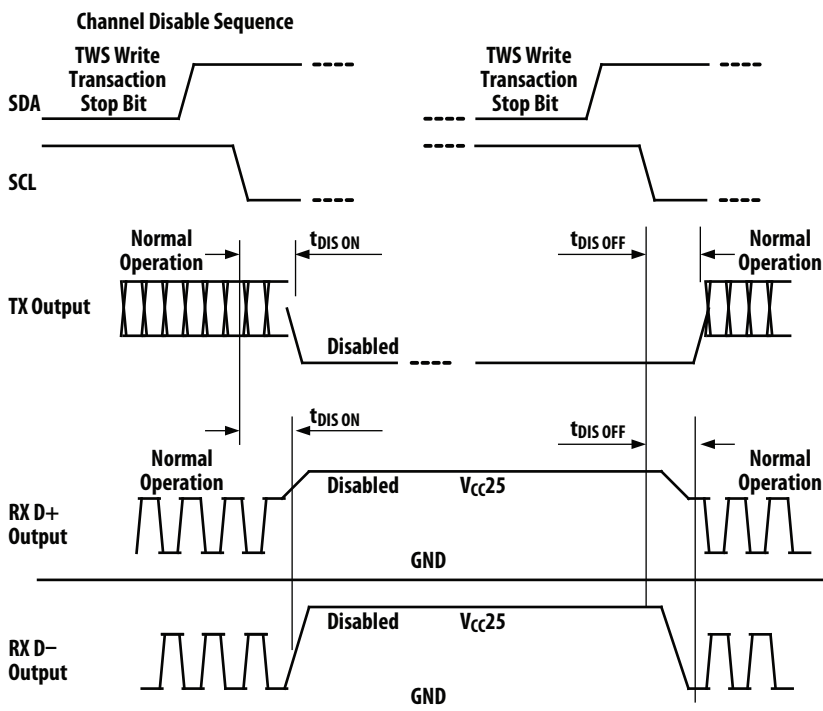 Channel Disable Sequence
TWS Write
Transaction
Stop Bit
TWS Write
Transaction
Stop Bit
SDA
SCL
Normal
Operation
tDIS ON
tDIS OFF
Normal
Operation
TX Output
Disabled
tDIS ON
tDIS OFF
Normal
Operation
Normal
Operation
Disabled
VCC25
RX D+
Output
GND
Disabled
VCC25
RX D−
Output
GND